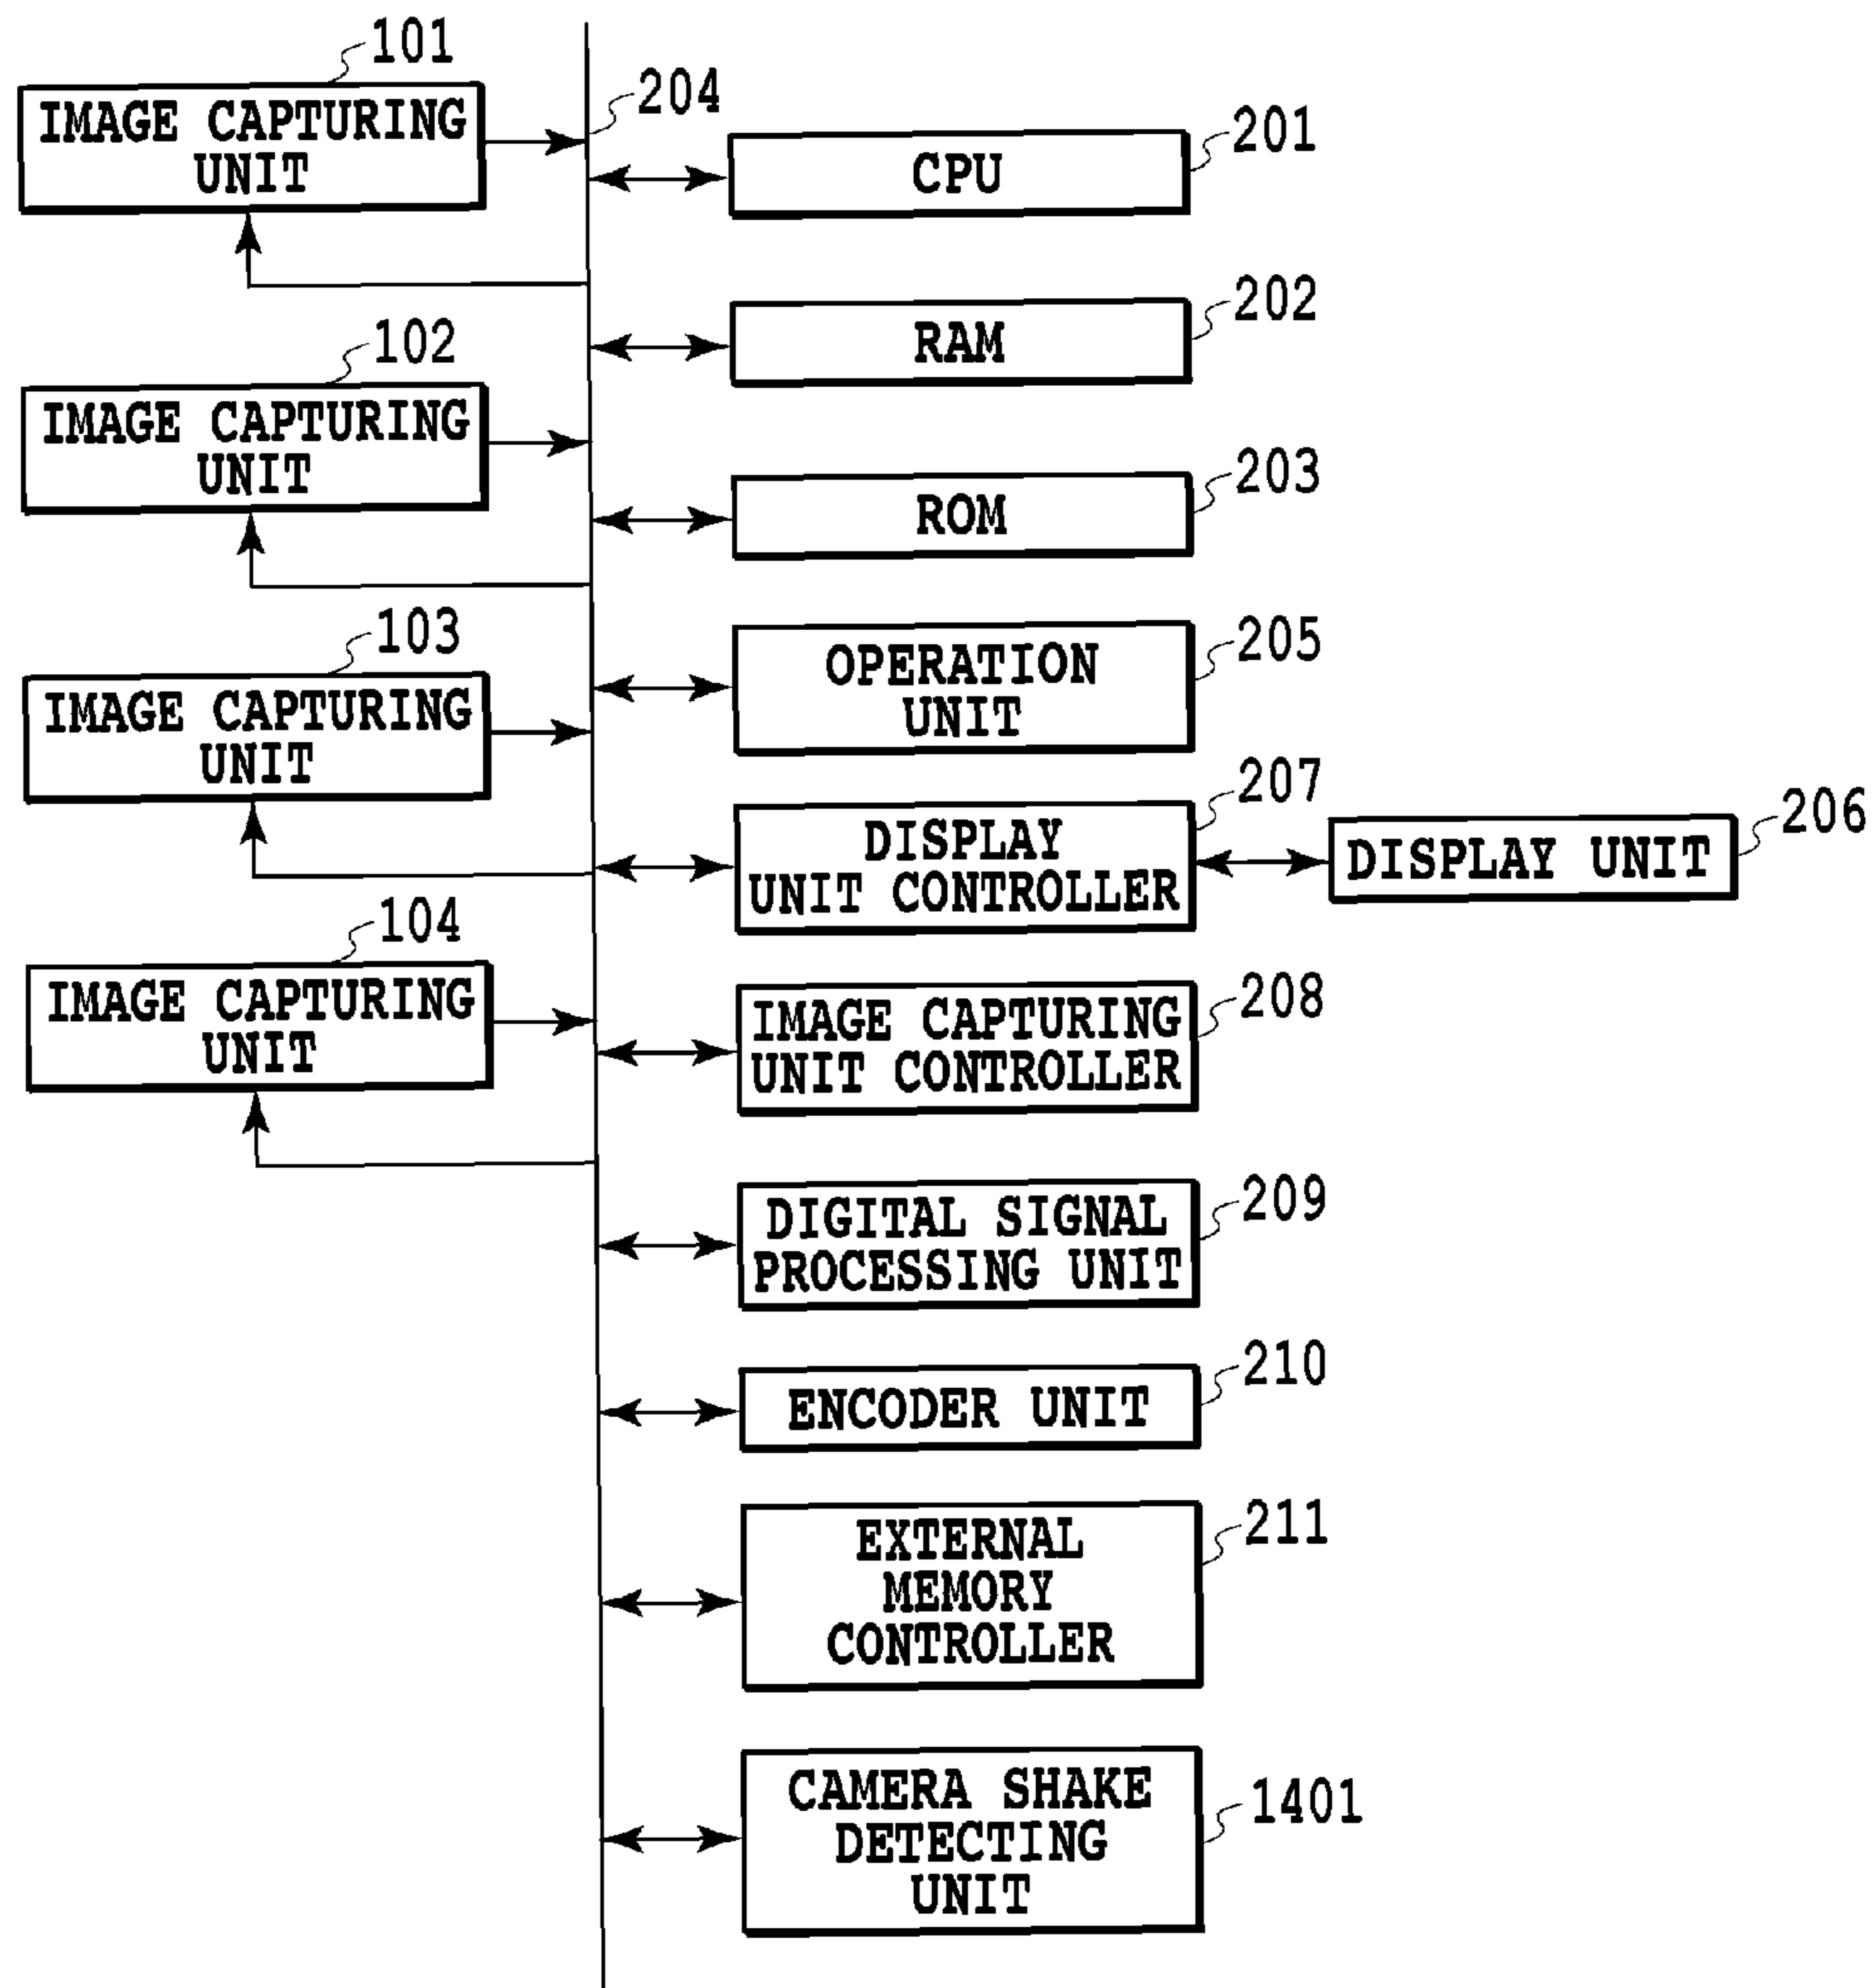 101
IMAGE CAPTURING
UNIT
204
201
CPU
202
RAM
102
IMAGE CAPTURING
UNIT
203
ROM
103
IMAGE CAPTURING
UNIT
205
OPERATION
UNIT
207
DISPLAY
UNIT CONTROLLER
206
DISPLAY UNIT
104
IMAGE CAPTURING
UNIT
208
IMAGE CAPTURING
UNIT CONTROLLER
209
DIGITAL SIGNAL
PROCESSING UNIT
210
ENCODER UNIT
211
EXTERNAL
MEMORY
CONTROLLER
1401
CAMERA SHAKE
DETECTING
UNIT